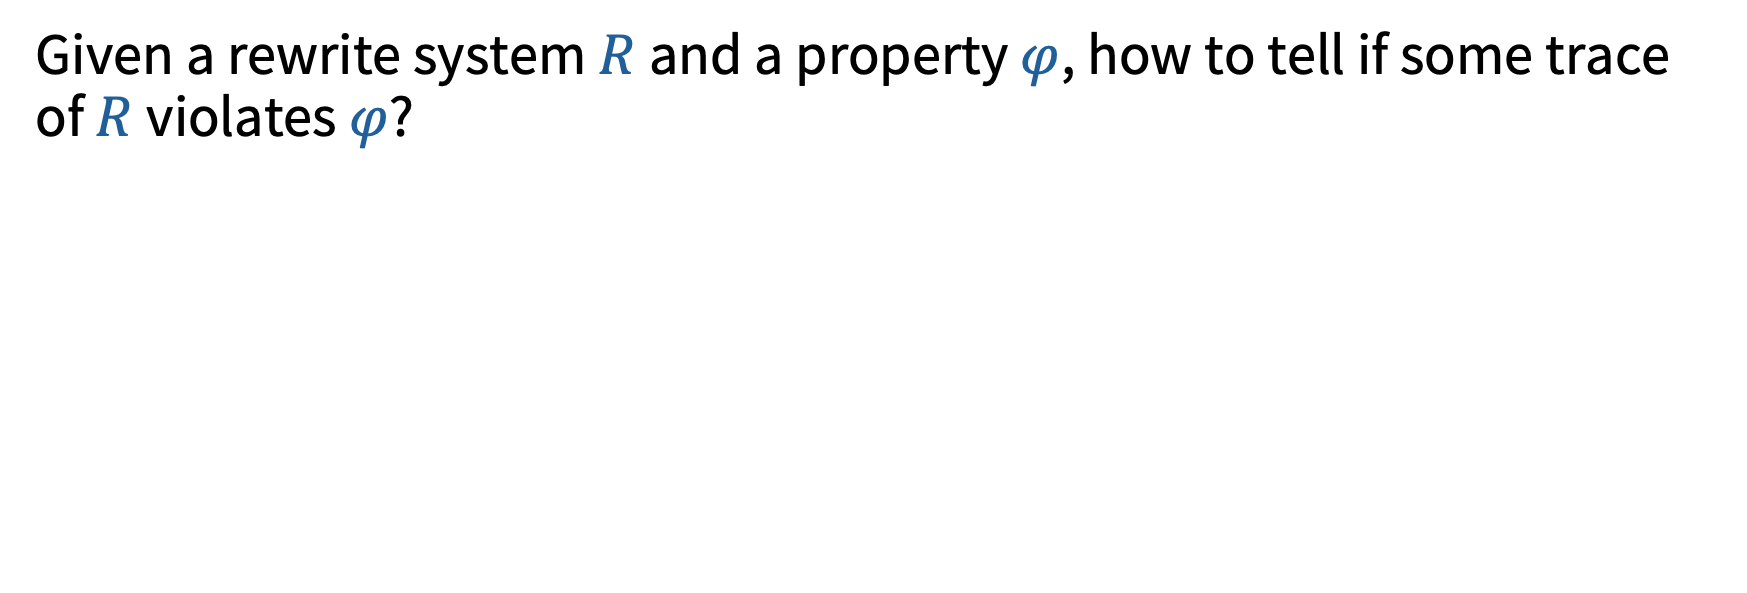 Given a rewrite system R and a property φ, how to tell if some trace
of R violates φ?